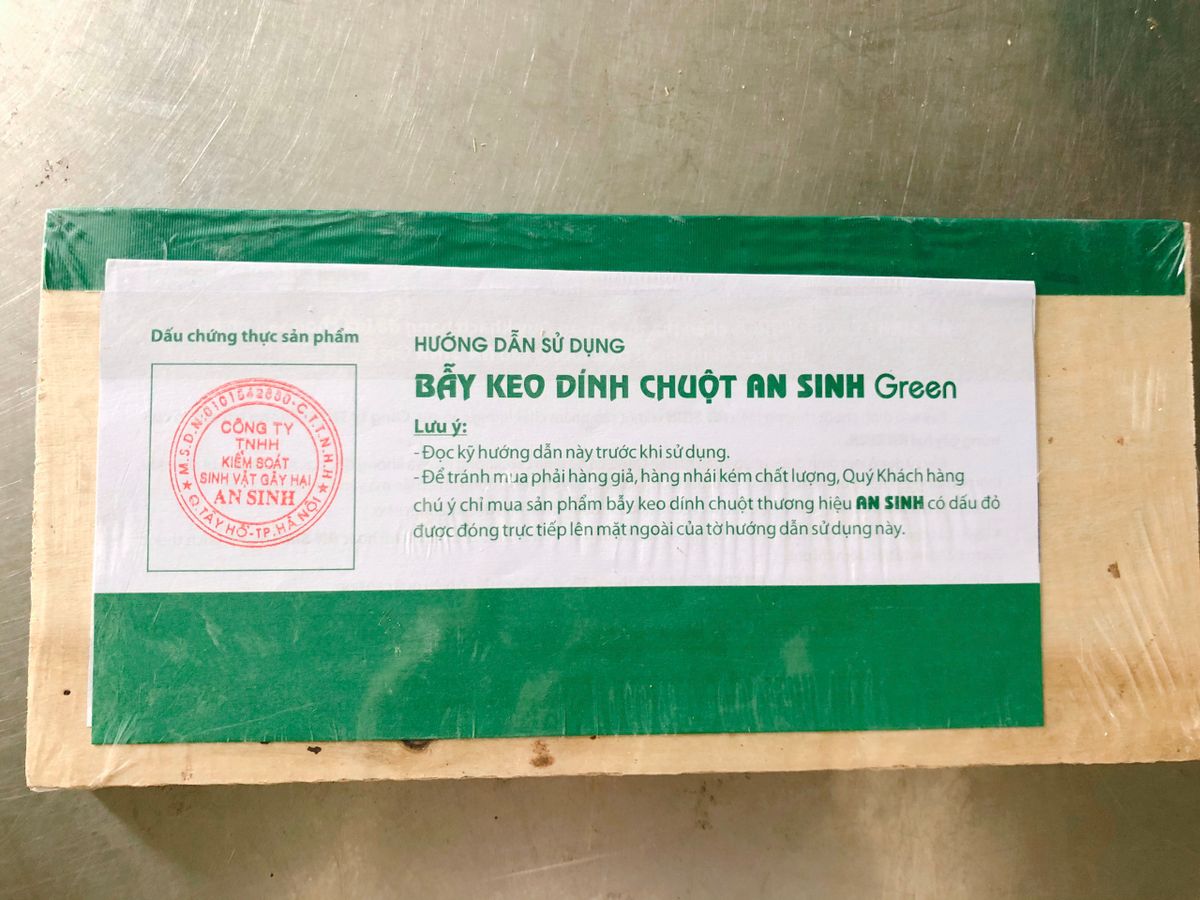 Dấu chứng thực sản phẩm
M.S.D.N:0101542880-C.T.T.N.H.H
CÔNG TY
TNHH
KIỂM SOÁT
SINH VẬT GÂY HẠI
AN SINH
Q.TÂY HỒ-TP.HÀ NỘI
HƯỚNG DẪN SỬ DỤNG
BẪY KEO DÍNH CHUỘT AN SINH Green
Lưu ý:
- Đọc kỹ hướng dẫn này trước khi sử dụng.
- Để tránh mua phải hàng giả, hàng nhái kém chất lượng, Quý Khách hàng
chú ý chỉ mua sản phẩm bẫy keo dính chuột thương hiệu AN SINH có dấu đỏ
được đóng trực tiếp lên mặt ngoài của tờ hướng dẫn sử dụng này.